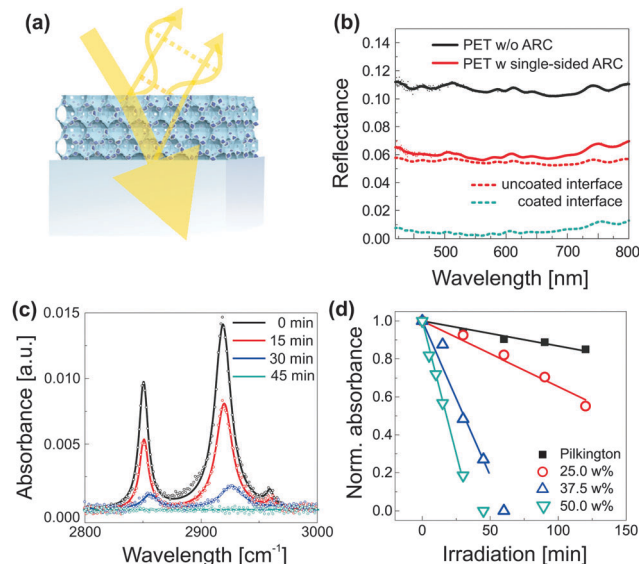 (a)
(b)
0.14
0.12
0.10
0.08
0.06
0.04
0.02
0.00
Reflectance
PET w/o ARC
PET w single-sided ARC
uncoated interface
coated interface
500
600
700
800
Wavelength [nm]
(c)
0.015
0.010
0.005
0.000
Absorbance [a.u.]
0 min
15 min
30 min
45 min
2800
2900
3000
Wavelength [cm⁻¹]
(d)
1.0
0.8
0.6
0.4
0.2
0.0
Norm. absorbance
Pilkington
25.0 w%
37.5 w%
50.0 w%
0
50
100
150
Irradiation [min]